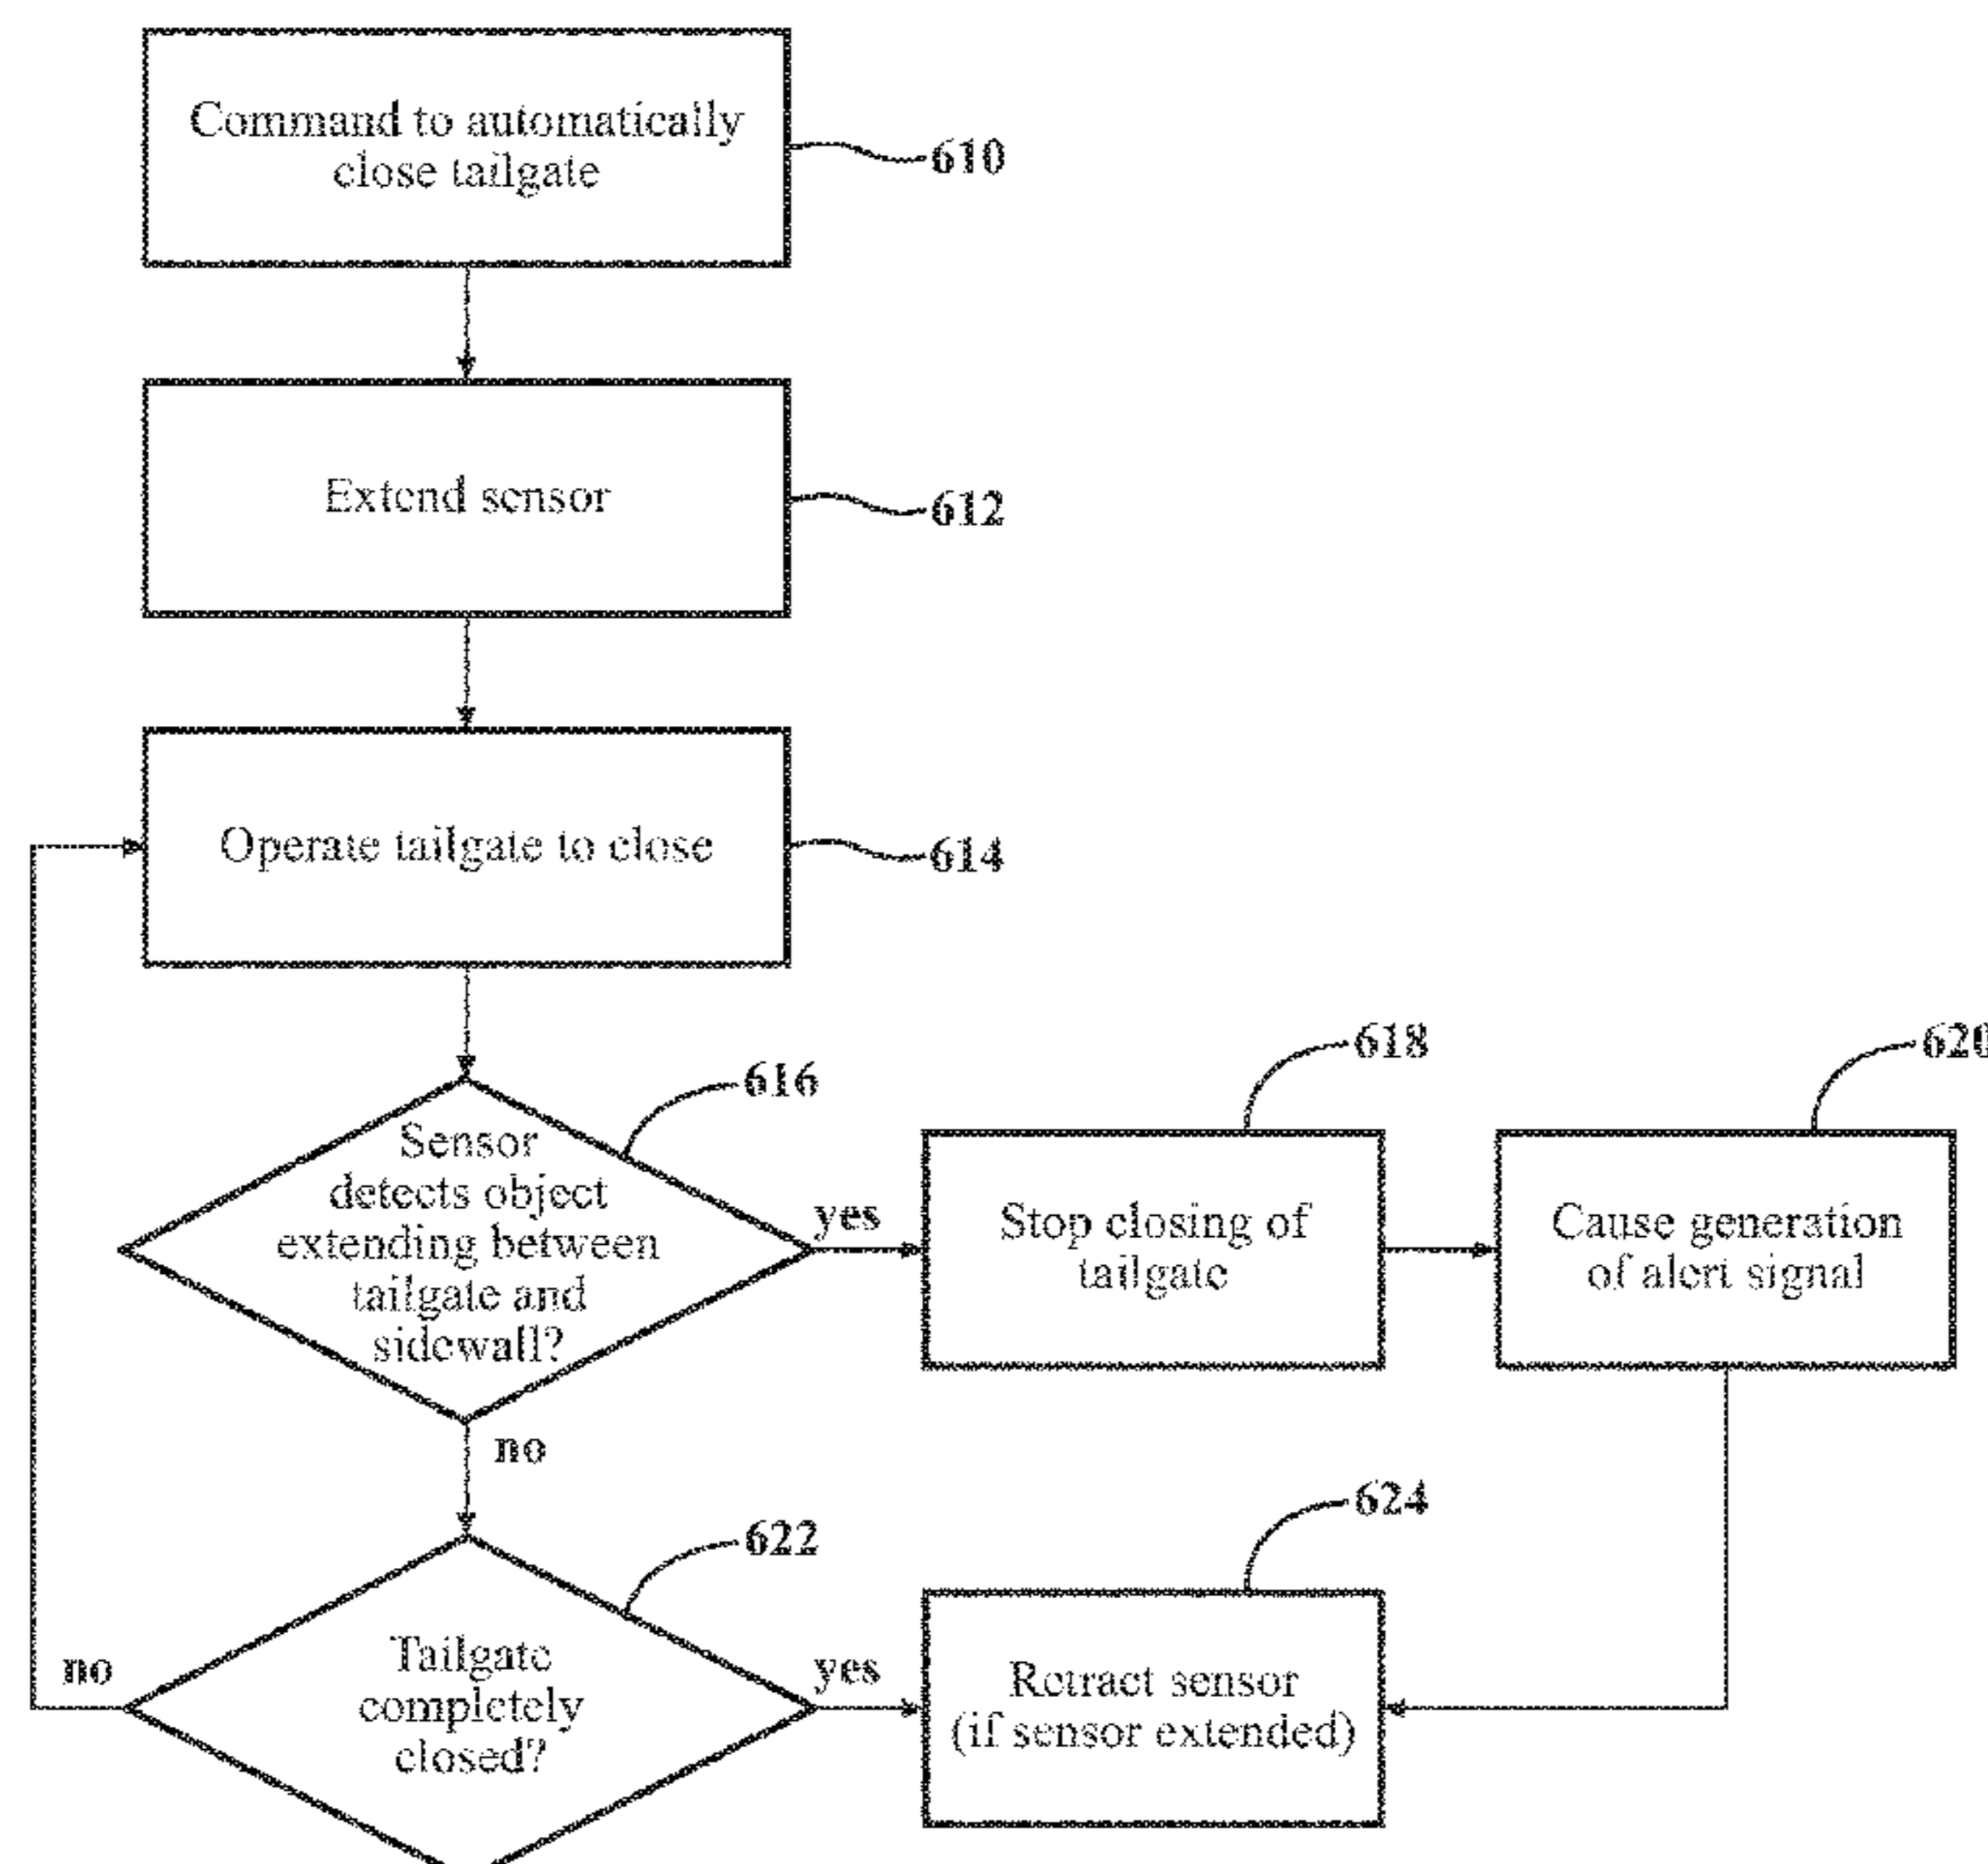 Command to automatically
close tailgate
610
Extend sensor
612
Operate tailgate to close
614
616
Sensor
detects object
extending between
tailgate and
sidewall?
yes
no
618
Stop closing of
tailgate
620
Cause generation
of alert signal
622
Tailgate
completely
closed?
no
yes
624
Retract sensor
(if sensor extended)